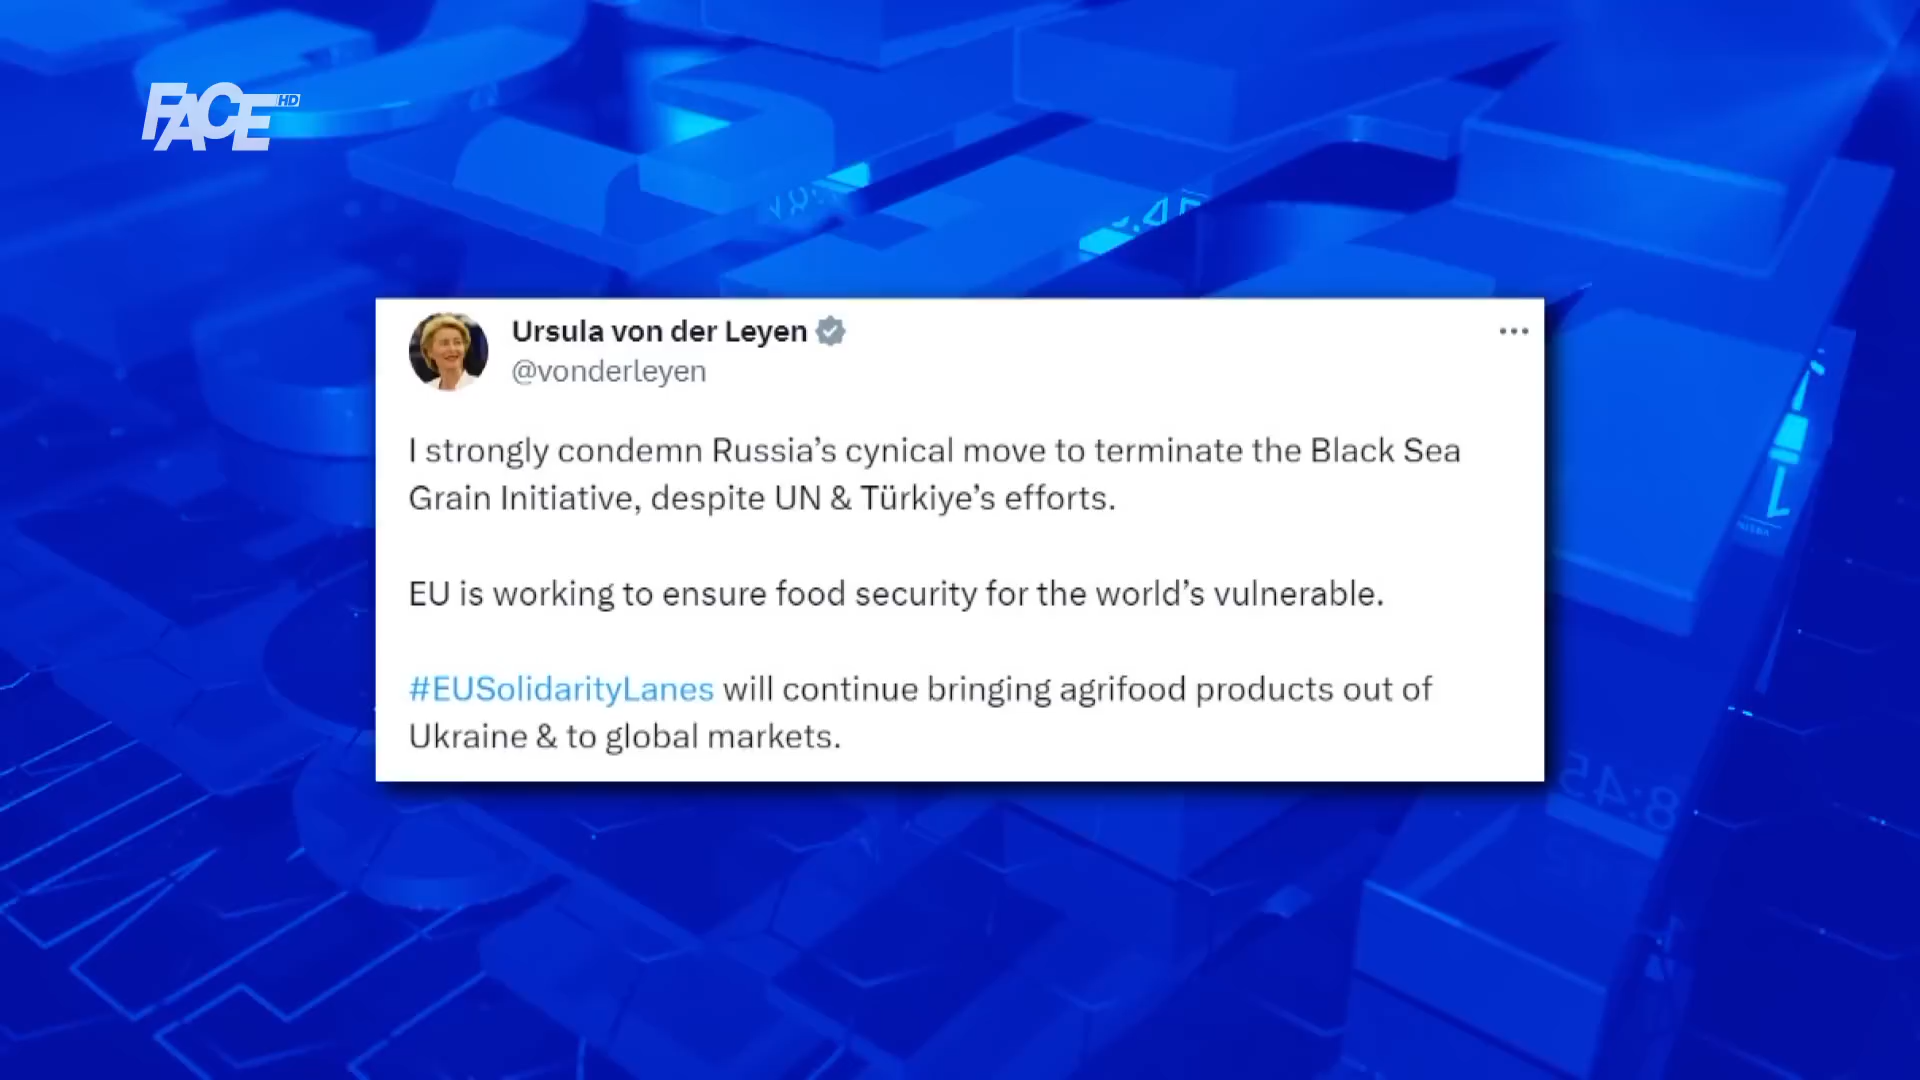 FACE HD
Ursula von der Leyen
@vonderleyen
I strongly condemn Russia’s cynical move to terminate the Black Sea
Grain Initiative, despite UN & Türkiye’s efforts.
EU is working to ensure food security for the world’s vulnerable.
#EUSolidarityLanes will continue bringing agrifood products out of
Ukraine & to global markets.
8:45